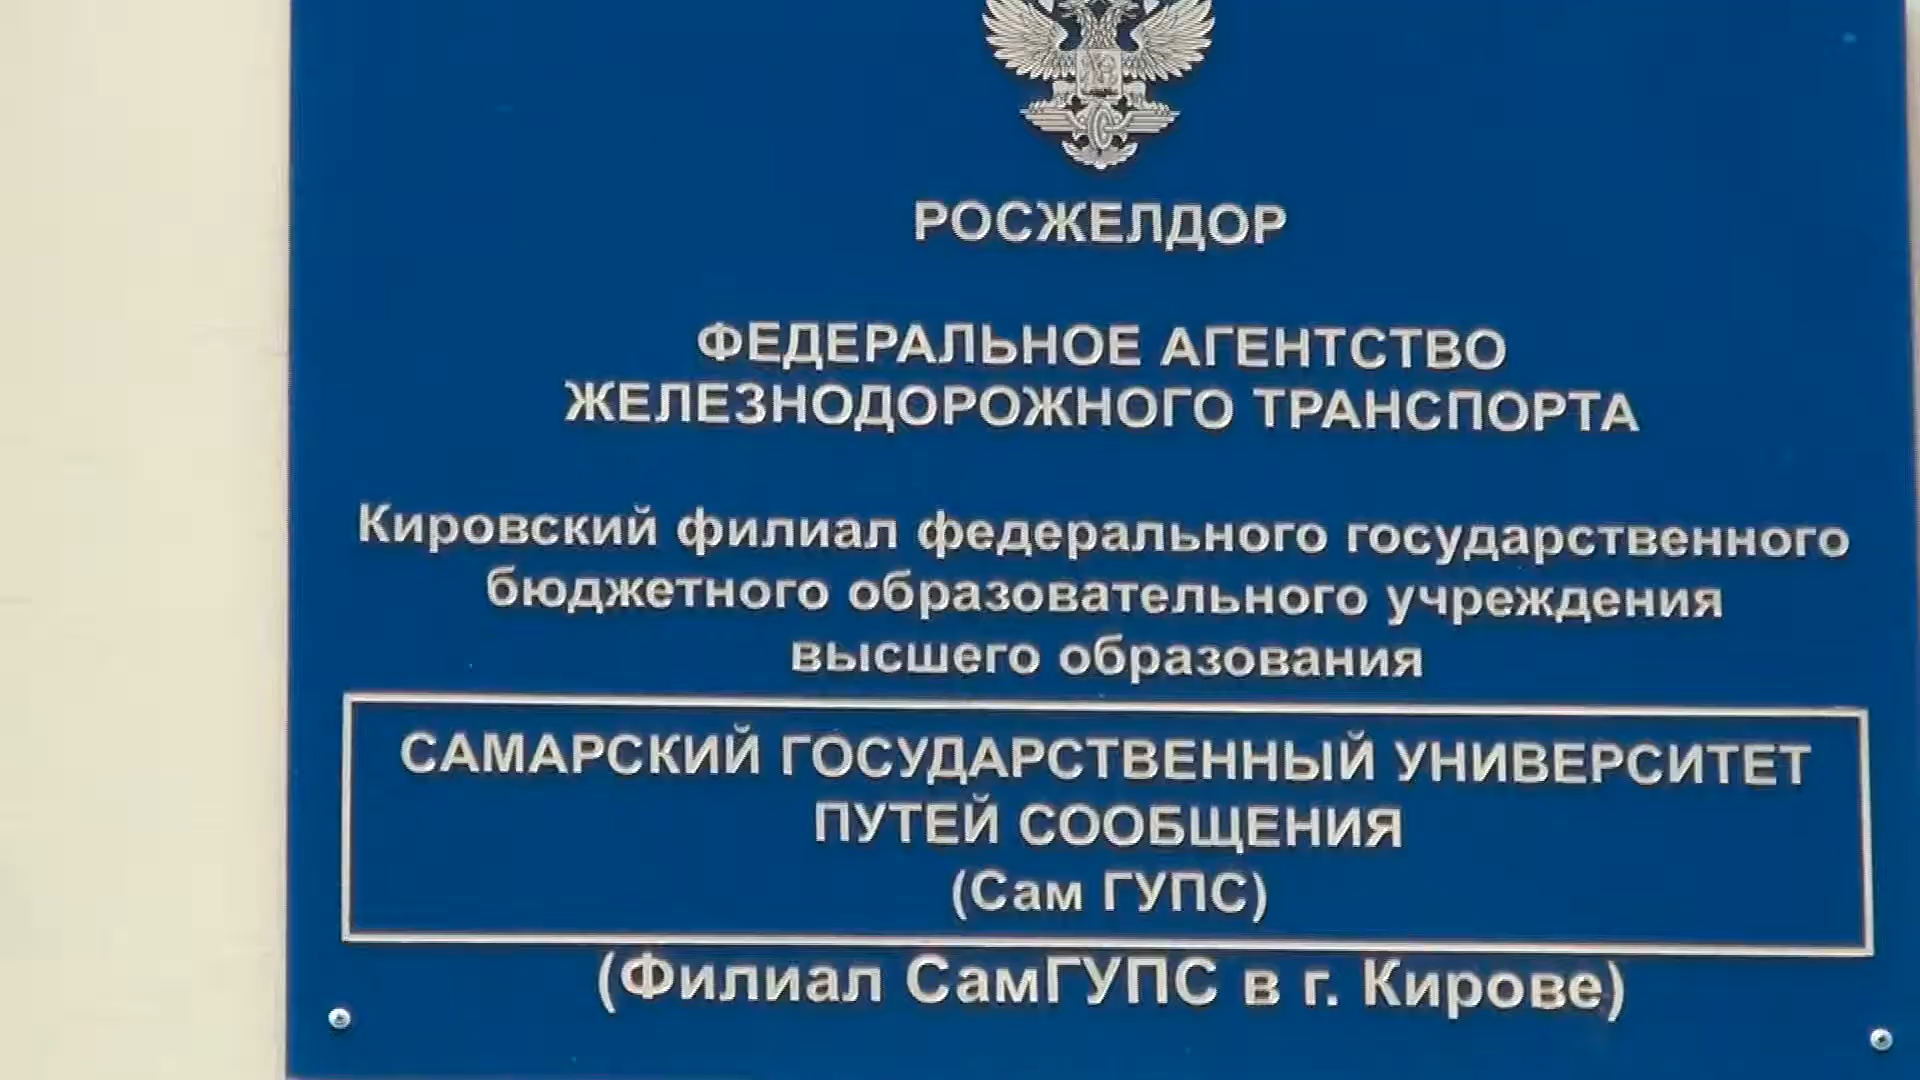 РОСЖЕЛДОР
ФЕДЕРАЛЬНОЕ АГЕНТСТВО
ЖЕЛЕЗНОДОРОЖНОГО ТРАНСПОРТА
Кировский филиал федерального государственного
бюджетного образовательного учреждения
высшего образования
САМАРСКИЙ ГОСУДАРСТВЕННЫЙ УНИВЕРСИТЕТ
ПУТЕЙ СООБЩЕНИЯ
(Сам ГУПС)
(Филиал СамГУПС в г. Кирове)